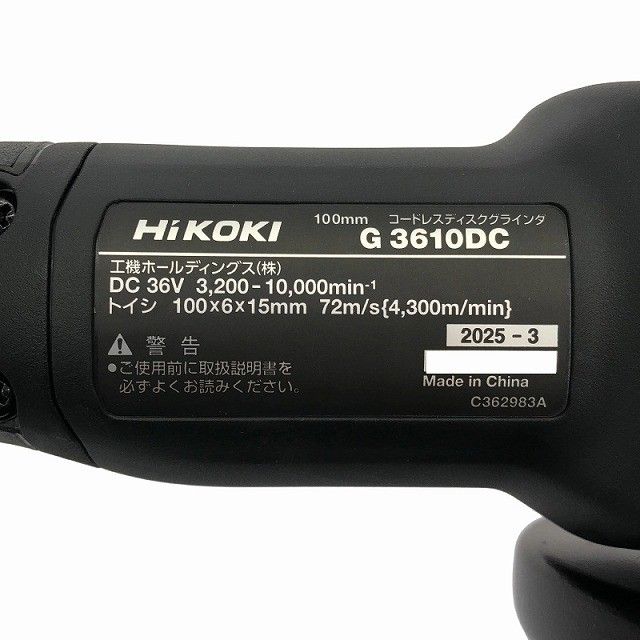 HiKOKI
100mm コードレスディスクグラインダ
G 3610DC
工機ホールディングス(株)
DC 36V 3,200-10,000min-1
トイシ 100×6×15mm 72m/s{4,300m/min}
2025-3
⚠ 警告
●ご使用前に取扱説明書を
必ずよくお読みください。
Made in China
C362983A